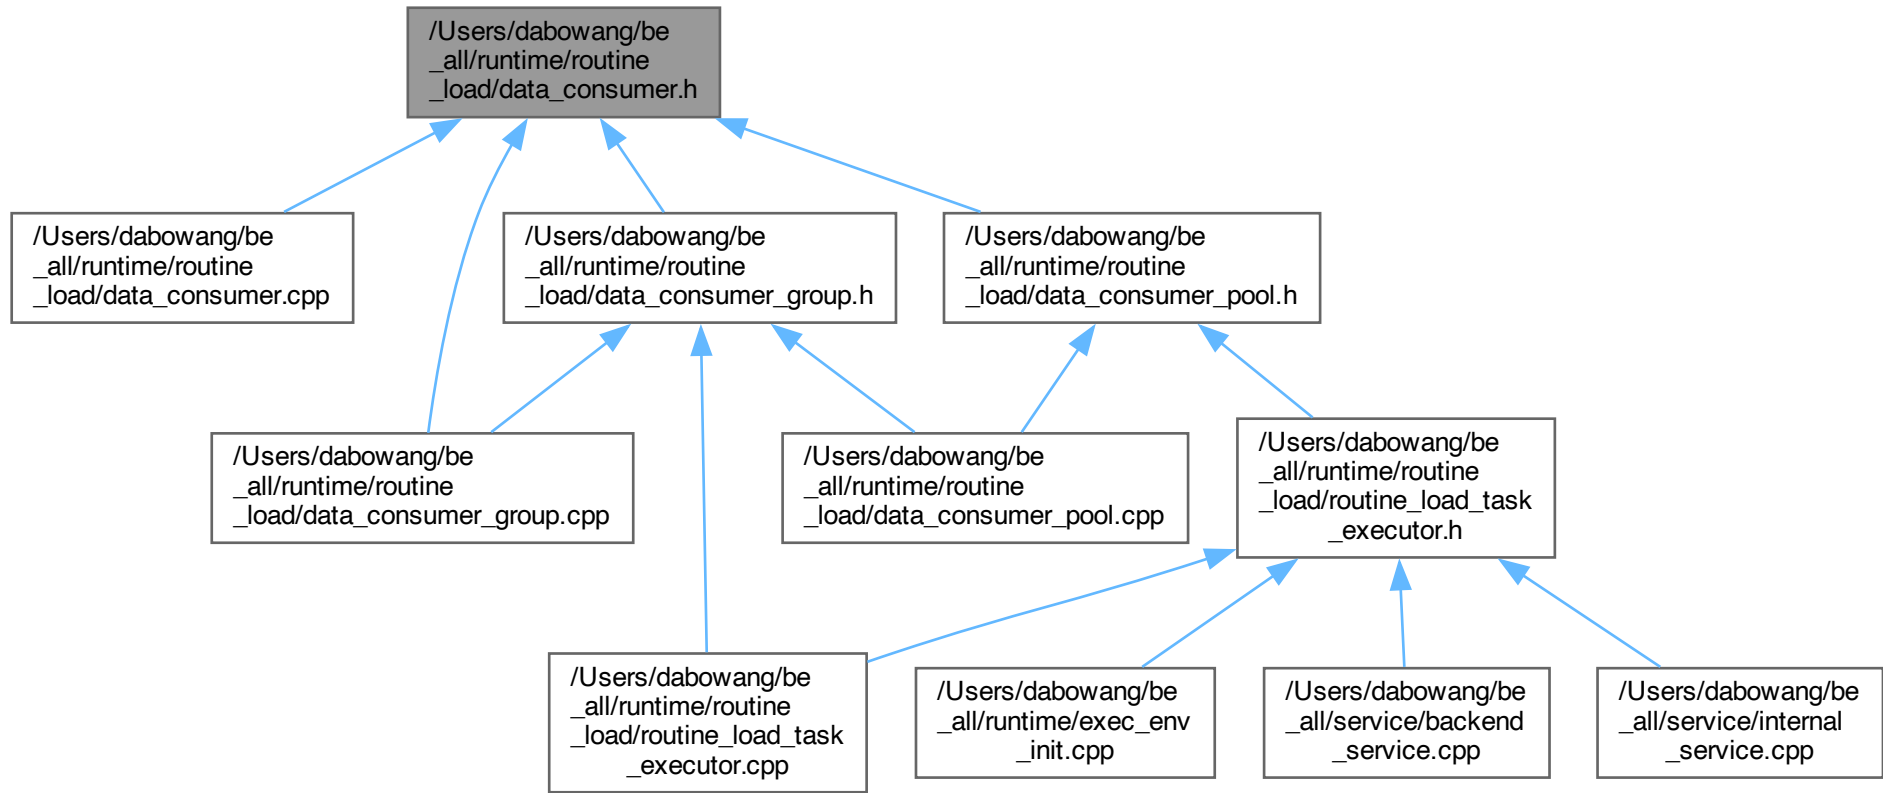 /Users/dabowang/be
_all/runtime/routine
_load/data_consumer.h
/Users/dabowang/be
_all/runtime/routine
_load/data_consumer.cpp
/Users/dabowang/be
_all/runtime/routine
_load/data_consumer_group.h
/Users/dabowang/be
_all/runtime/routine
_load/data_consumer_pool.h
/Users/dabowang/be
_all/runtime/routine
_load/data_consumer_group.cpp
/Users/dabowang/be
_all/runtime/routine
_load/data_consumer_pool.cpp
/Users/dabowang/be
_all/runtime/routine
_load/routine_load_task
_executor.h
/Users/dabowang/be
_all/runtime/routine
_load/routine_load_task
_executor.cpp
/Users/dabowang/be
_all/runtime/exec_env
_init.cpp
/Users/dabowang/be
_all/service/backend
_service.cpp
/Users/dabowang/be
_all/service/internal
_service.cpp